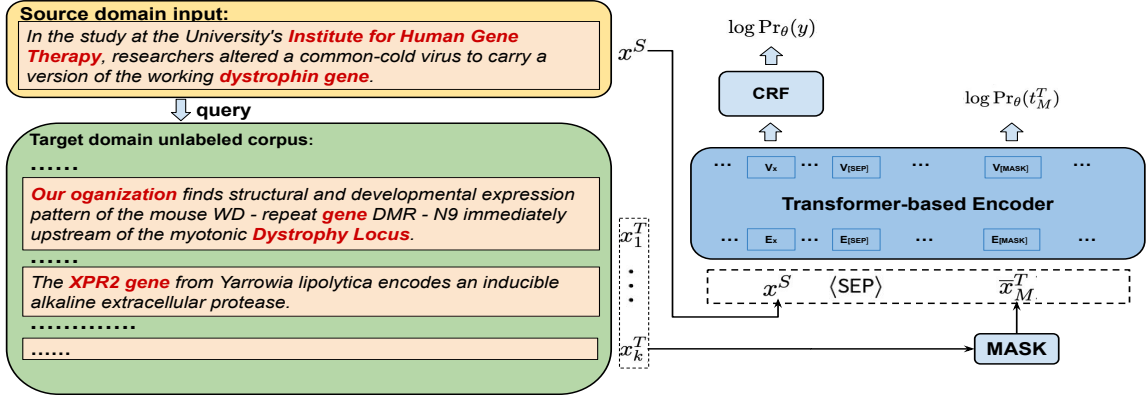 Source domain input:
In the study at the University's Institute for Human Gene
Therapy, researchers altered a common-cold virus to carry a
version of the working dystrophin gene.
query
Target domain unlabeled corpus:
......
Our oganization finds structural and developmental expression
pattern of the mouse WD - repeat gene DMR - N9 immediately
upstream of the myotonic Dystrophy Locus.
......
The XPR2 gene from Yarrowia lipolytica encodes an inducible
alkaline extracellular protease.
.............
......
x^S
x_1^T
⋮
x_k^T
log Pr_θ(y)
CRF
log Pr_θ(t_M^T)
... V_x ... V_[SEP] ... V_[MASK] ...
Transformer-based Encoder
... E_x ... E_[SEP] ... E_[MASK] ...
x^S ⟨SEP⟩ x̄_M^T
MASK